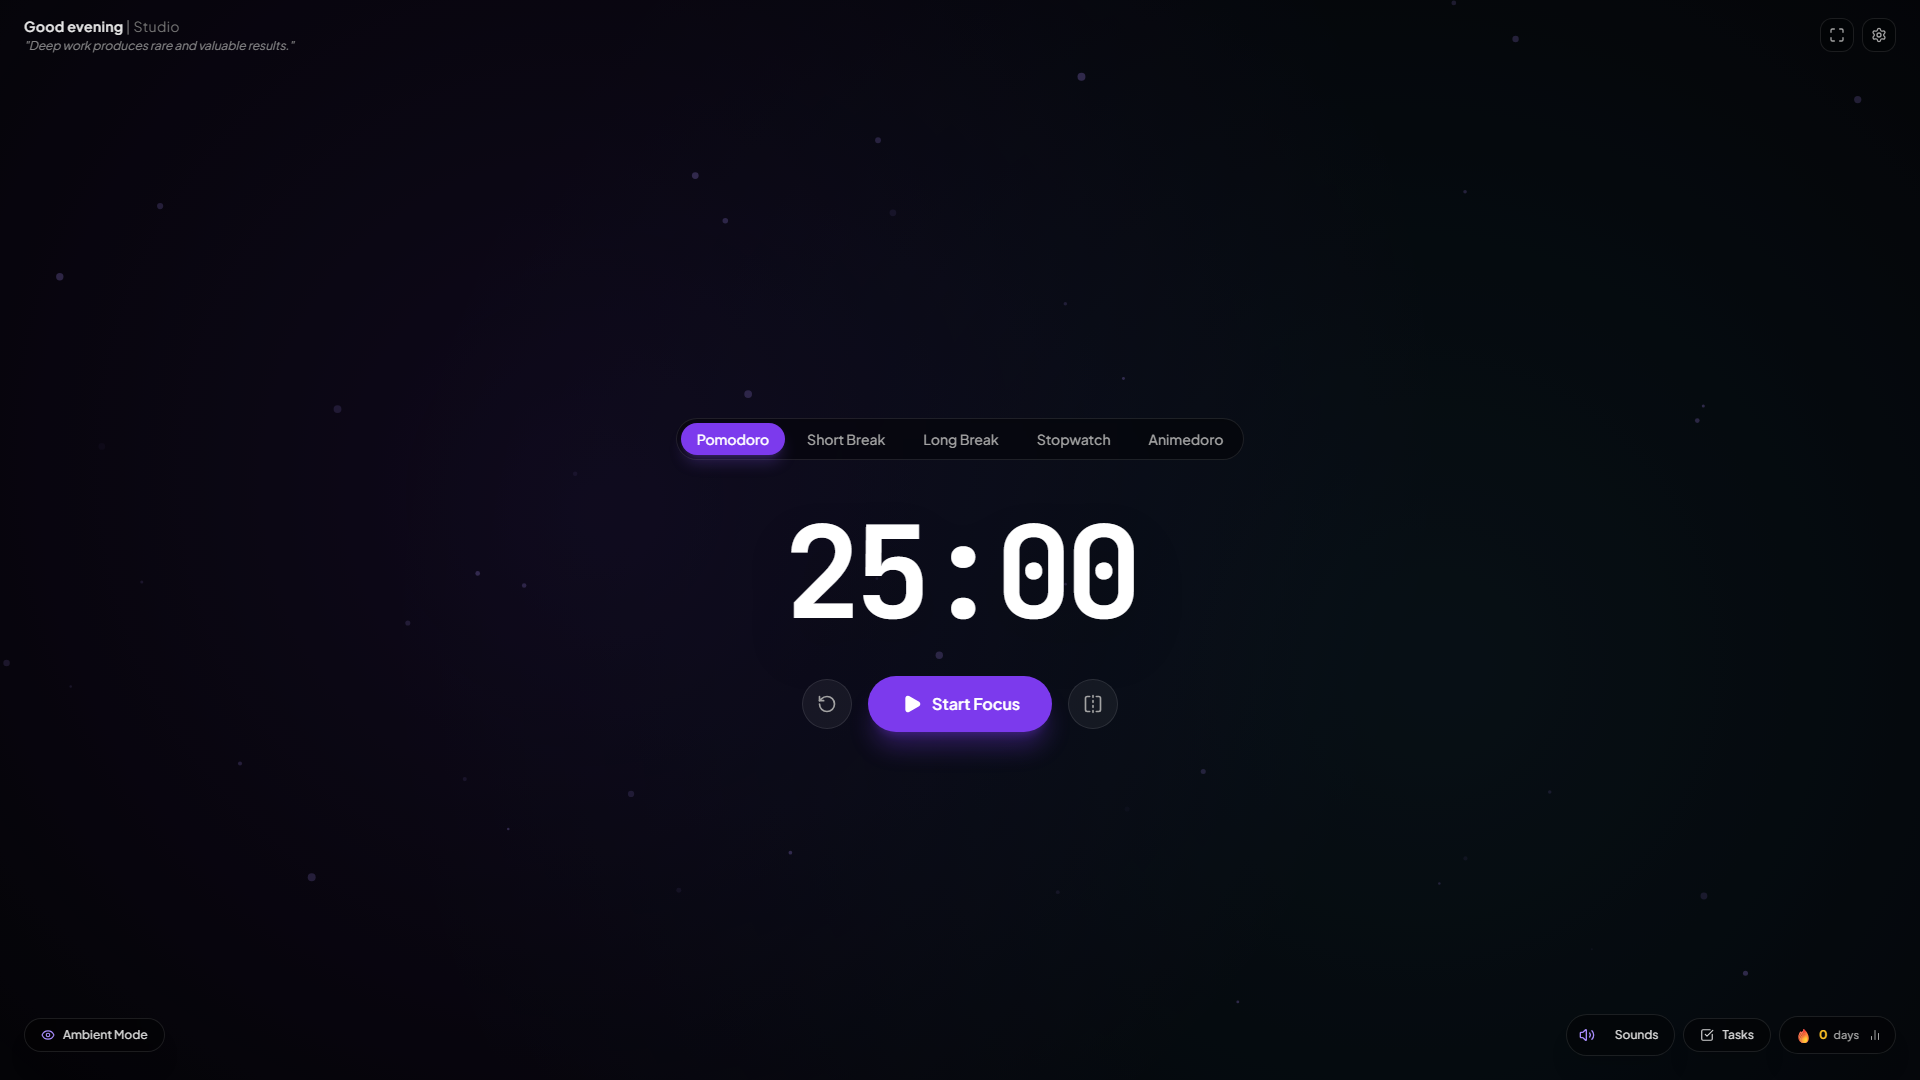 Good evening | Studio
"Deep work produces rare and valuable results."
Pomodoro Short Break Long Break Stopwatch Animedoro
25:00
Start Focus
Ambient Mode
Sounds Tasks 0 days